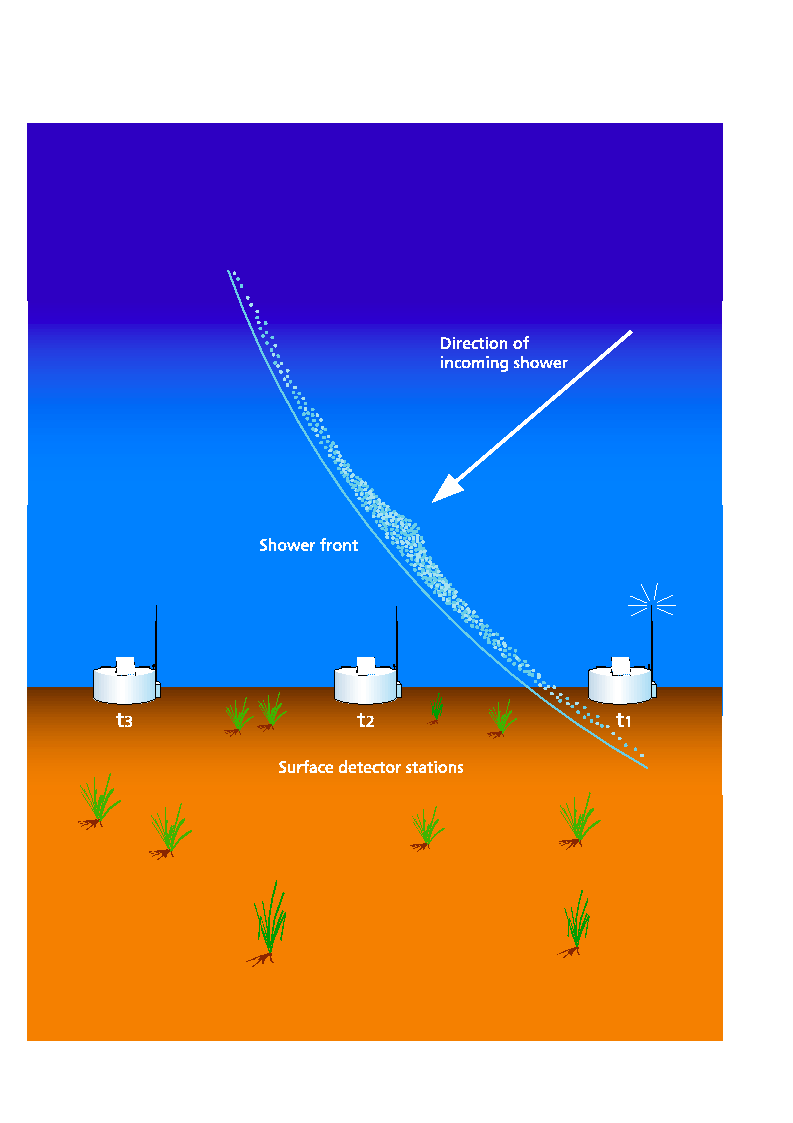 Direction of
incoming shower
Shower front
t3
t2
t1
Surface detector stations